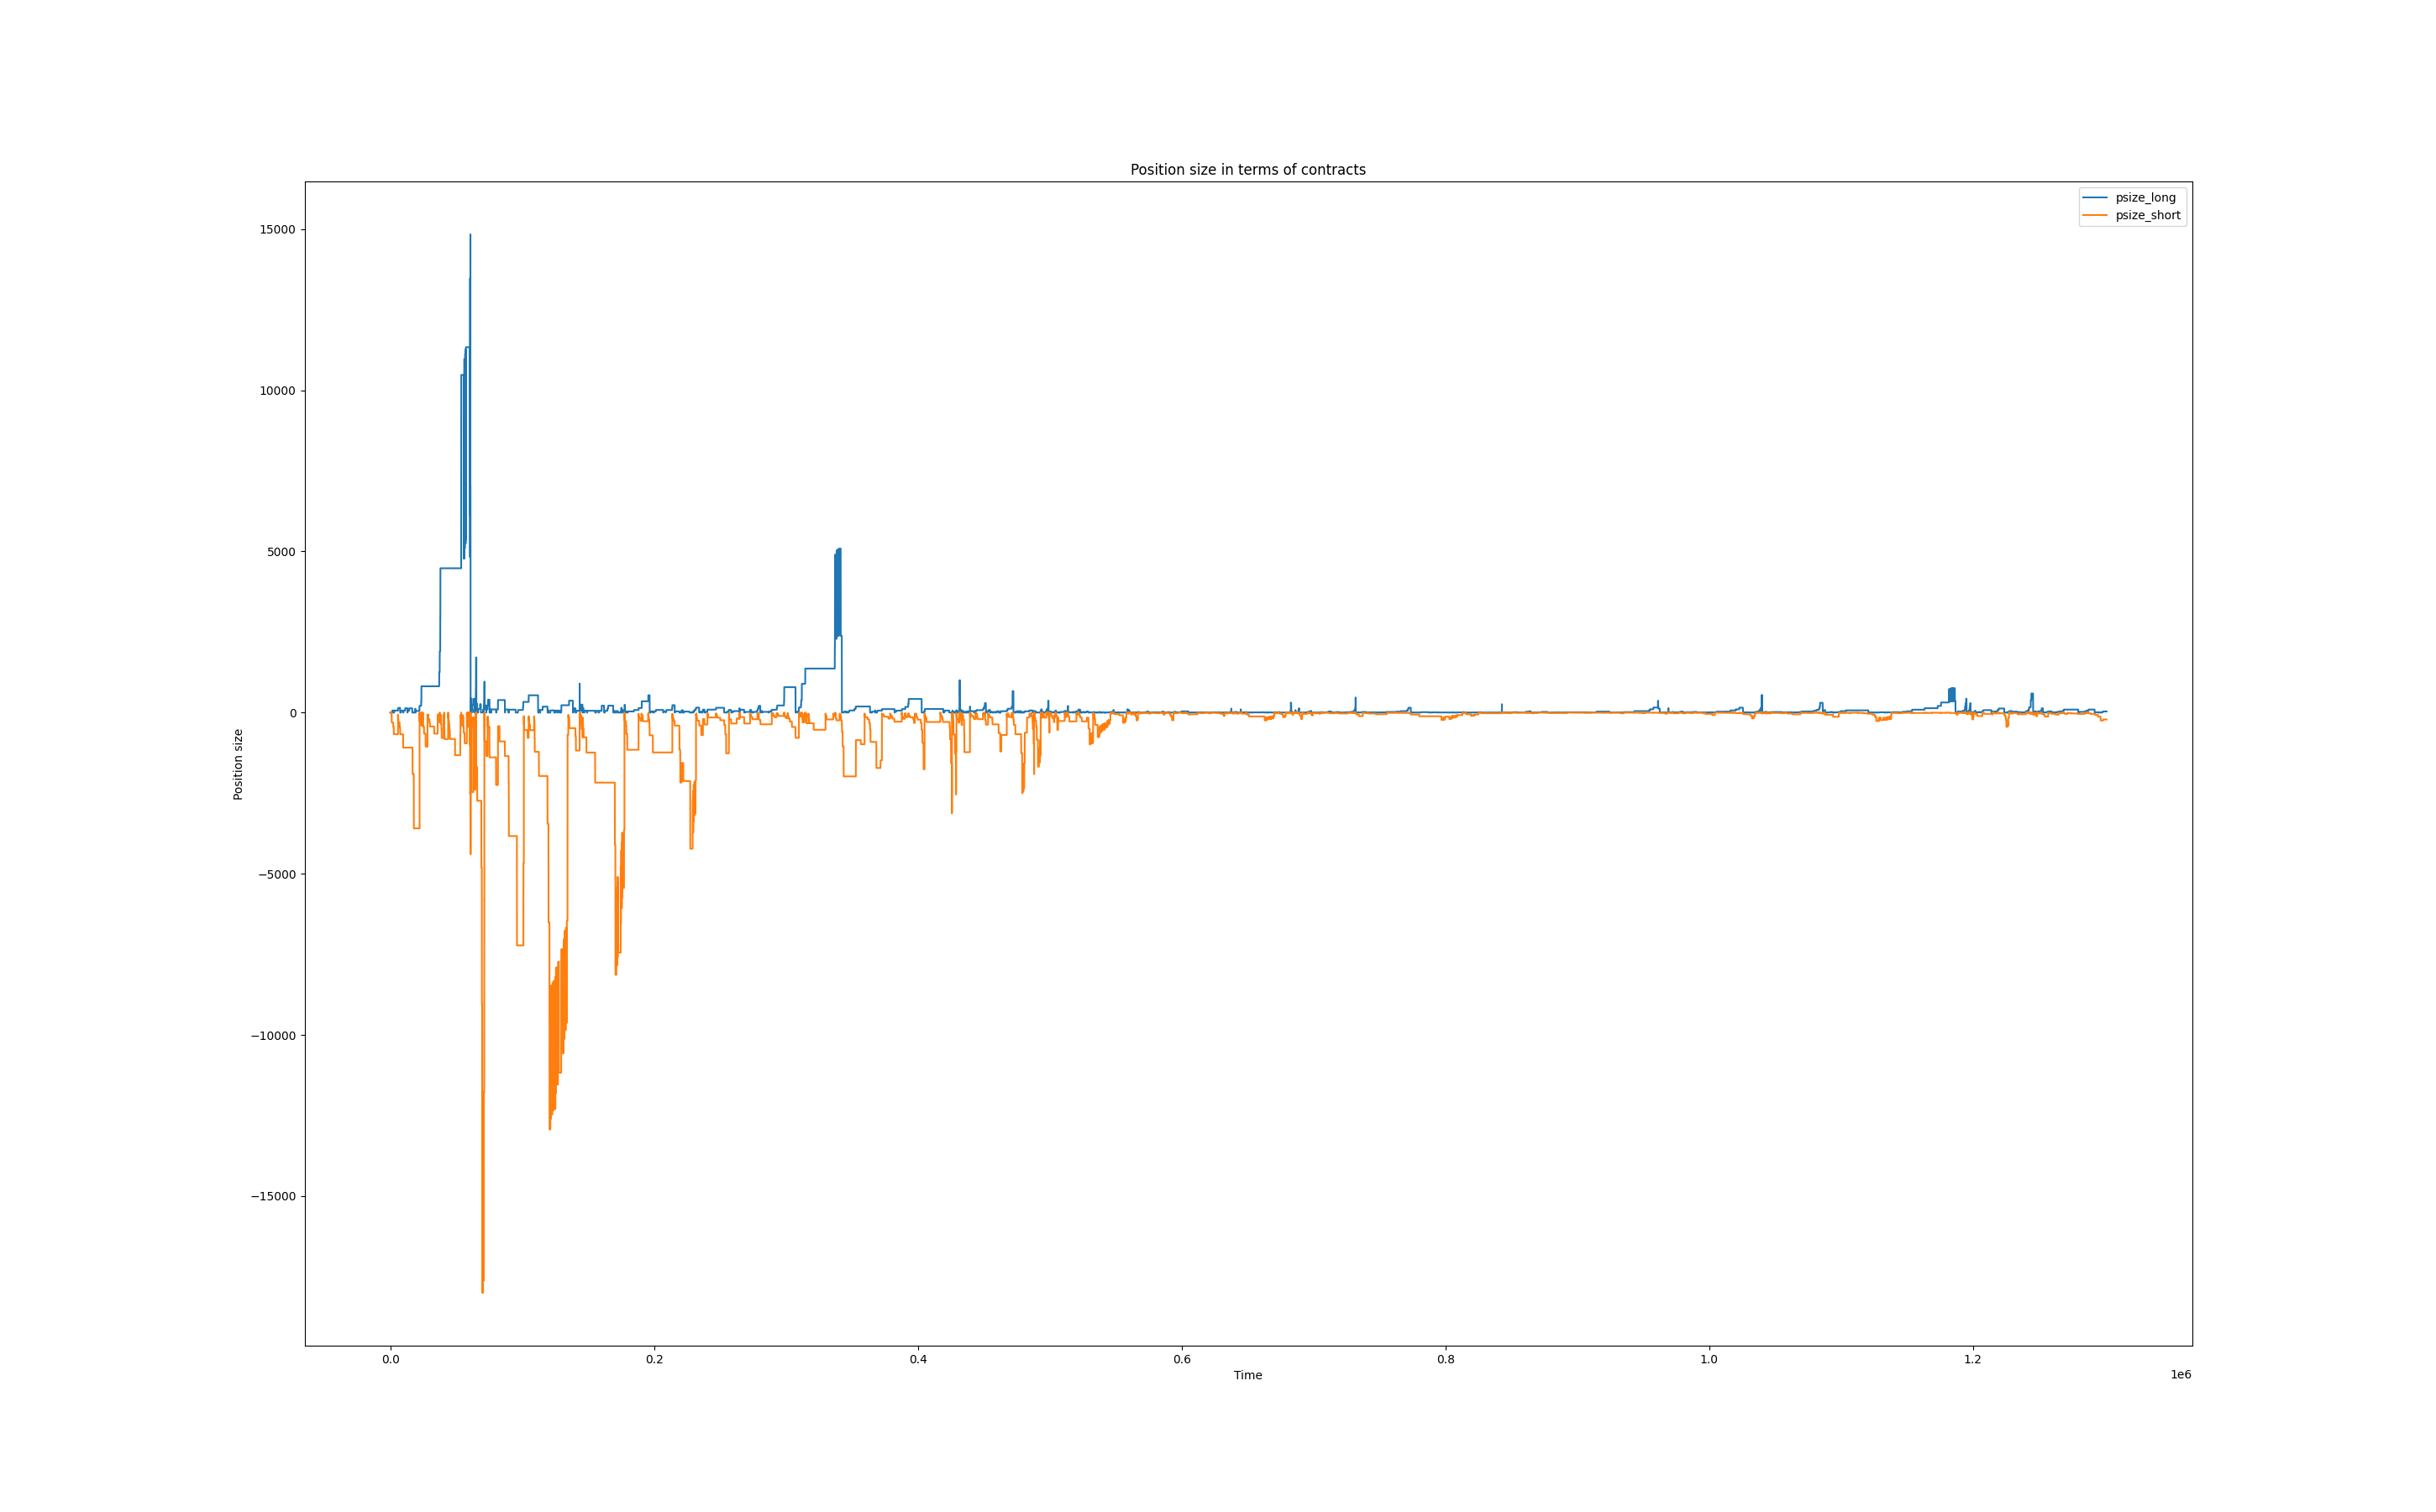 Position size in terms of contracts
psize_long
psize_short
15000
10000
5000
0
−5000
−10000
−15000
Position size
0.0
0.2
0.4
0.6
0.8
1.0
1.2
1e6
Time